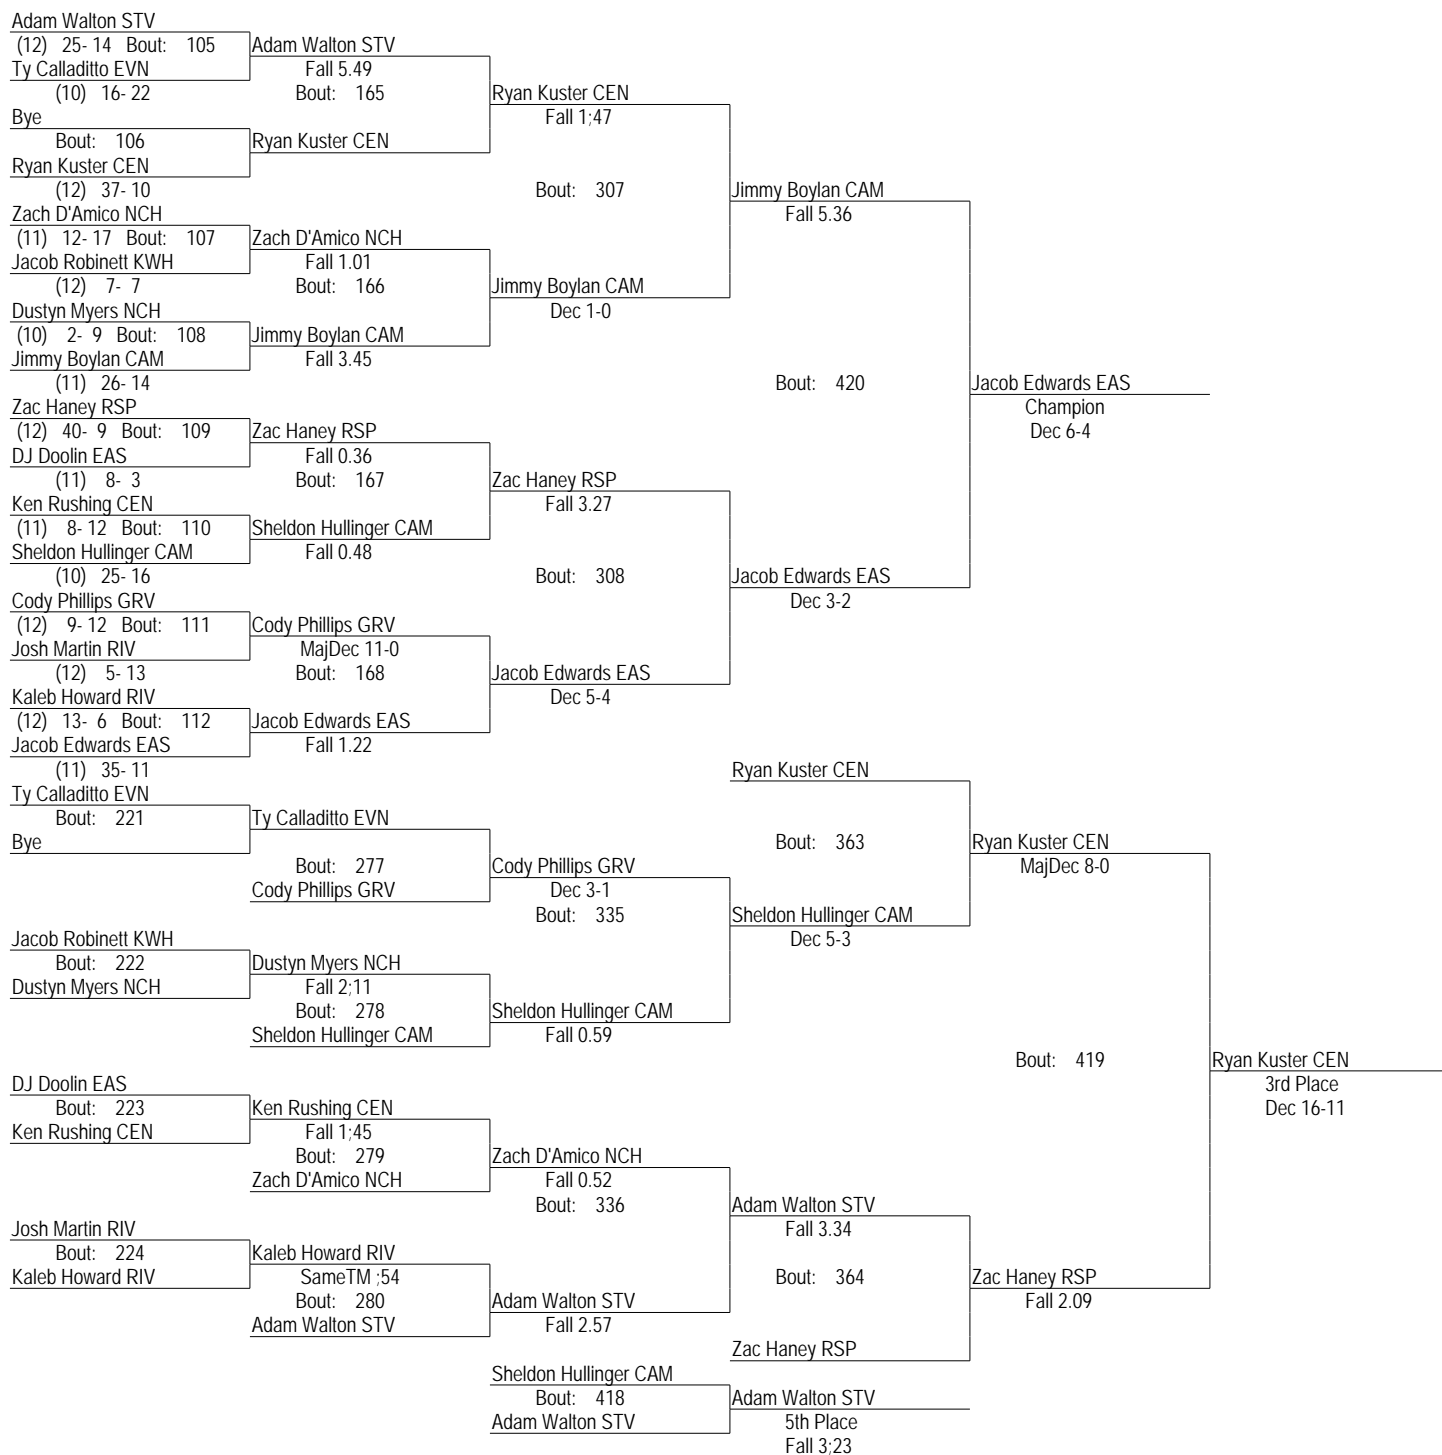 Adam Walton STV
(12) 25- 14 Bout: 105
Ty Calladitto EVN
(10) 16- 22
Bye
Bout: 106
Ryan Kuster CEN
(12) 37- 10
Zach D'Amico NCH
(11) 12- 17 Bout: 107
Jacob Robinett KWH
(12) 7- 7
Dustyn Myers NCH
(10) 2- 9 Bout: 108
Jimmy Boylan CAM
(11) 26- 14
Zac Haney RSP
(12) 40- 9 Bout: 109
DJ Doolin EAS
(11) 8- 3
Ken Rushing CEN
(11) 8- 12 Bout: 110
Sheldon Hullinger CAM
(10) 25- 16
Cody Phillips GRV
(12) 9- 12 Bout: 111
Josh Martin RIV
(12) 5- 13
Kaleb Howard RIV
(12) 13- 6 Bout: 112
Jacob Edwards EAS
(11) 35- 11
Adam Walton STV
Fall 5.49
Bout: 165
Ryan Kuster CEN
Zach D'Amico NCH
Fall 1.01
Bout: 166
Jimmy Boylan CAM
Fall 3.45
Zac Haney RSP
Fall 0.36
Bout: 167
Sheldon Hullinger CAM
Fall 0.48
Cody Phillips GRV
MajDec 11-0
Bout: 168
Jacob Edwards EAS
Fall 1.22
Ryan Kuster CEN
Fall 1;47
Bout: 307
Jimmy Boylan CAM
Dec 1-0
Zac Haney RSP
Fall 3.27
Bout: 308
Jacob Edwards EAS
Dec 5-4
Jimmy Boylan CAM
Fall 5.36
Bout: 420
Jacob Edwards EAS
Dec 3-2
Jacob Edwards EAS
Champion
Dec 6-4
Ty Calladitto EVN
Bout: 221
Bye
Jacob Robinett KWH
Bout: 222
Dustyn Myers NCH
DJ Doolin EAS
Bout: 223
Ken Rushing CEN
Josh Martin RIV
Bout: 224
Kaleb Howard RIV
Ty Calladitto EVN
Bout: 277
Cody Phillips GRV
Dustyn Myers NCH
Fall 2;11
Bout: 278
Sheldon Hullinger CAM
Ken Rushing CEN
Fall 1;45
Bout: 279
Zach D'Amico NCH
Kaleb Howard RIV
SameTM ;54
Bout: 280
Adam Walton STV
Cody Phillips GRV
Dec 3-1
Bout: 335
Sheldon Hullinger CAM
Fall 0.59
Zach D'Amico NCH
Fall 0.52
Bout: 336
Adam Walton STV
Fall 2.57
Ryan Kuster CEN
Bout: 363
Sheldon Hullinger CAM
Dec 5-3
Adam Walton STV
Fall 3.34
Bout: 364
Zac Haney RSP
Ryan Kuster CEN
MajDec 8-0
Bout: 419
Zac Haney RSP
Fall 2.09
Ryan Kuster CEN
3rd Place
Dec 16-11
Sheldon Hullinger CAM
Bout: 418
Adam Walton STV
Adam Walton STV
5th Place
Fall 3;23